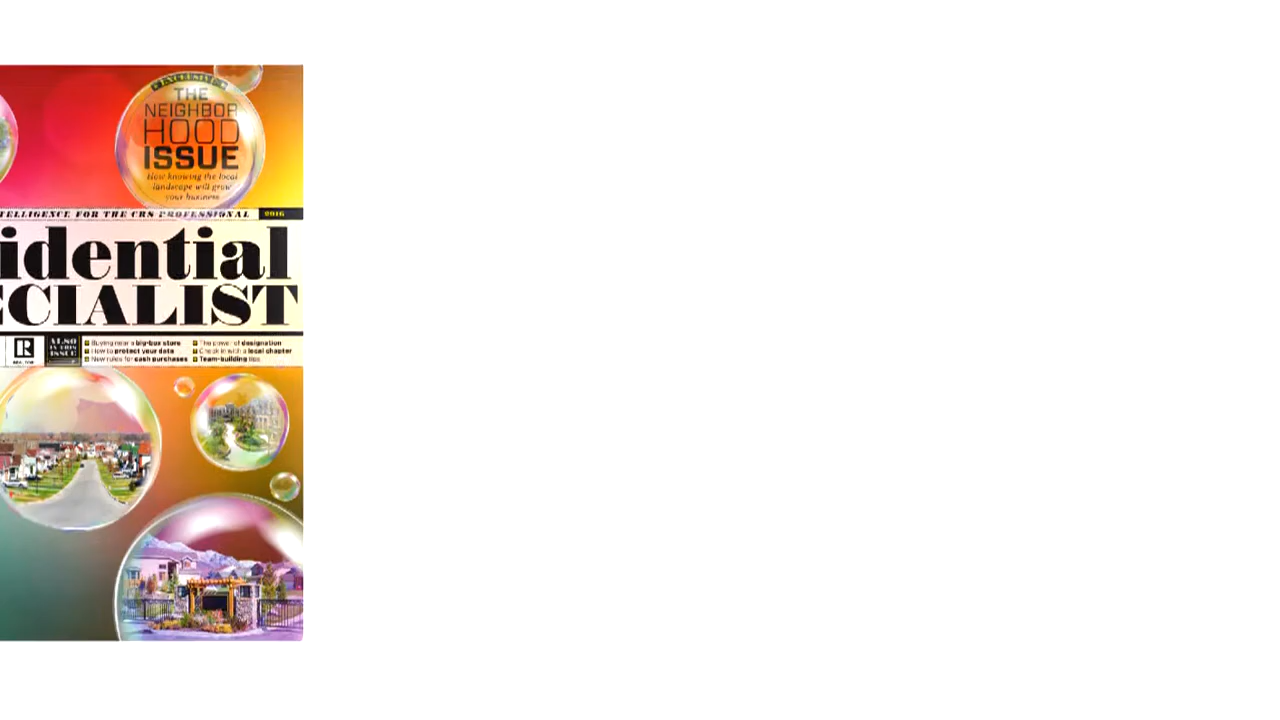 EXCLUSIVE
THE
NEIGHBOR
HOOD
ISSUE
How knowing the local
landscape will grow
your business
TELLIGENCE FOR THE CRS PROFESSIONAL 2016
idential
ECIALIST
R
REALTOR
ALSO
IN THIS
ISSUE
Buying near a big-box store
How to protect your data
New rules for cash purchases
The power of designation
Check in with a local chapter
Team-building tips